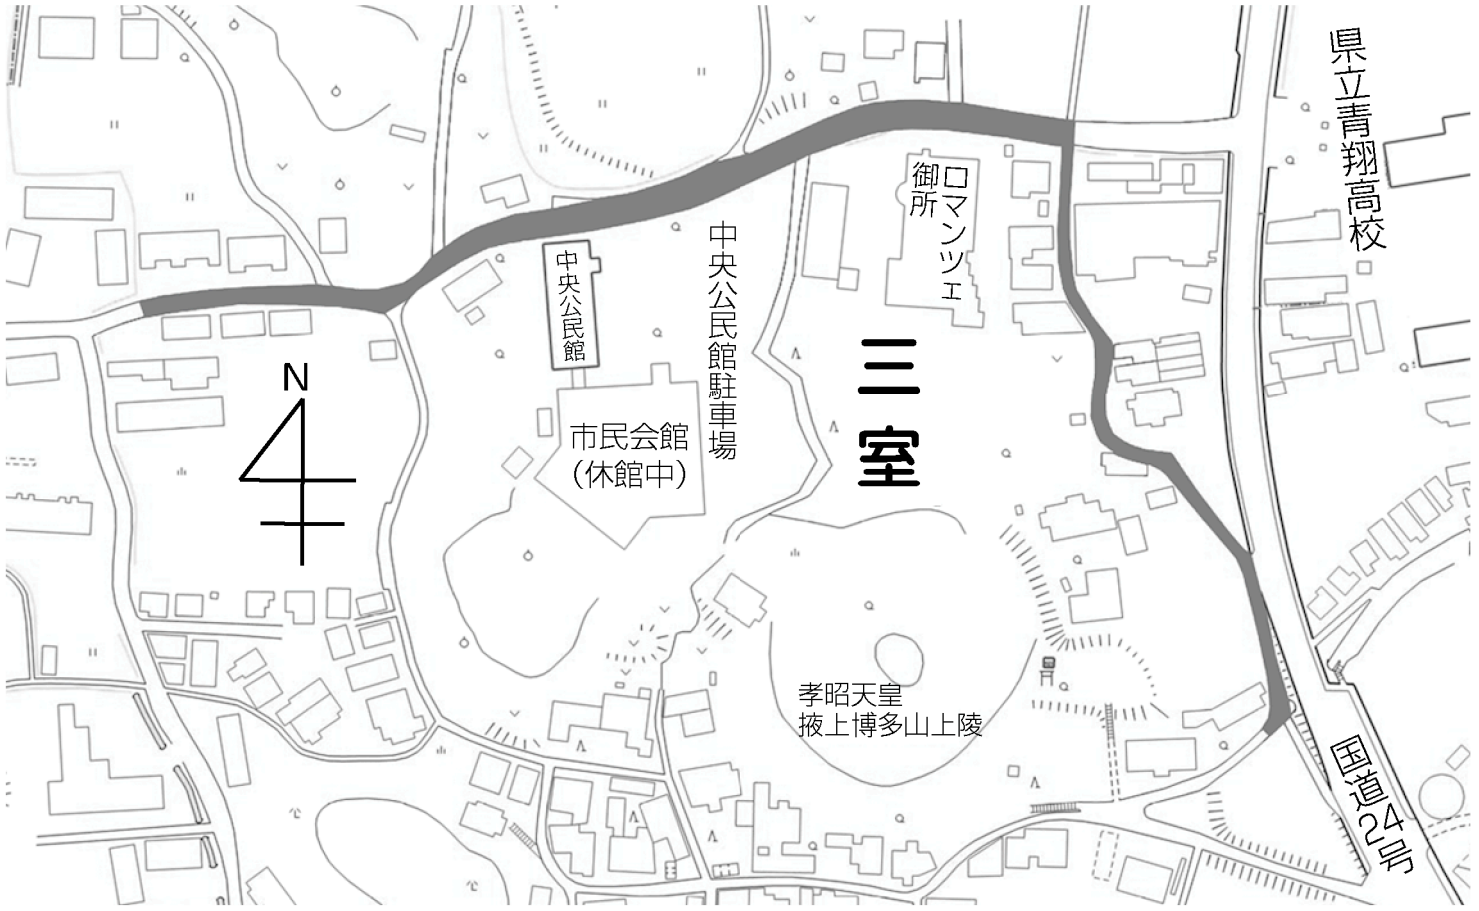 県立青翔高校
ロマンツェ
御所
中央公民館
中央公民館駐車場
三室
N
市民会館
(休館中)
孝昭天皇
掖上博多山上陵
国道24号